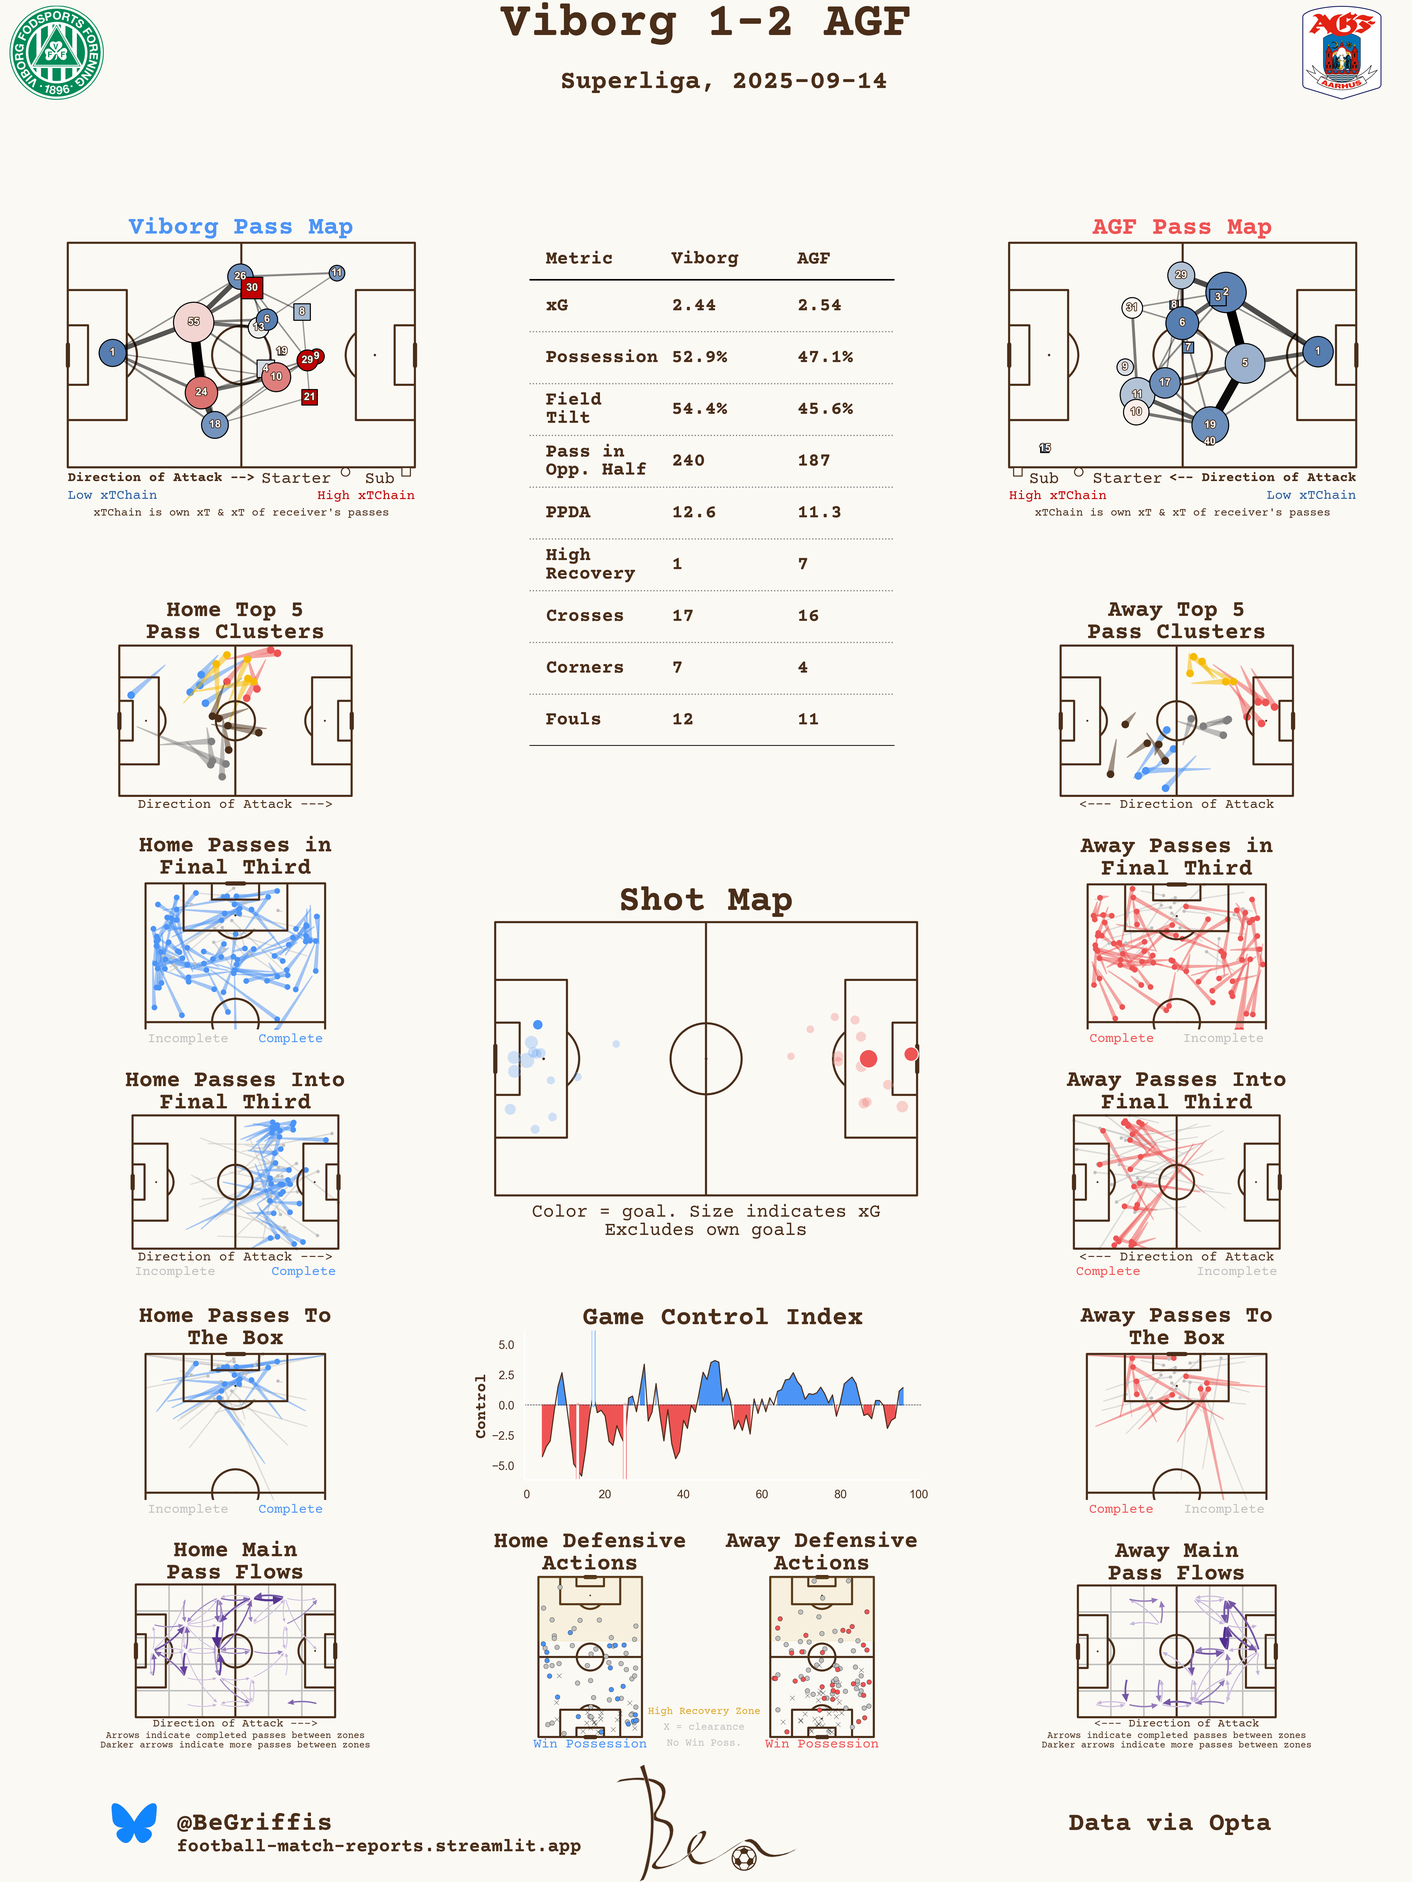 Viborg 1-2 AGF
Superliga, 2025-09-14
VIBORG FODSPORTS FORENING
VFF
·1896·
AGF
AARHUS
Viborg Pass Map
26
30
11
8
55
6
13
1
19
9
29
4
10
24
21
18
Direction of Attack --> Starter Sub
Low xTChain High xTChain
xTChain is own xT & xT of receiver's passes
Metric Viborg AGF
xG 2.44 2.54
Possession 52.9% 47.1%
Field
Tilt 54.4% 45.6%
Pass in
Opp. Half 240 187
PPDA 12.6 11.3
High
Recovery 1 7
Crosses 17 16
Corners 7 4
Fouls 12 11
AGF Pass Map
29
2
3
31
8
6
7
1
5
9
17
11
10
19
40
15
Sub Starter <-- Direction of Attack
High xTChain Low xTChain
xTChain is own xT & xT of receiver's passes
Home Top 5
Pass Clusters
Direction of Attack --->
Away Top 5
Pass Clusters
<--- Direction of Attack
Home Passes in
Final Third
Incomplete Complete
Away Passes in
Final Third
Complete Incomplete
Shot Map
Color = goal. Size indicates xG
Excludes own goals
Home Passes Into
Final Third
Direction of Attack --->
Incomplete Complete
Away Passes Into
Final Third
<--- Direction of Attack
Complete Incomplete
Home Passes To
The Box
Incomplete Complete
Game Control Index
Control
5.0
2.5
0.0
−2.5
−5.0
0 20 40 60 80 100
Away Passes To
The Box
Complete Incomplete
Home Main
Pass Flows
Direction of Attack --->
Arrows indicate completed passes between zones
Darker arrows indicate more passes between zones
Home Defensive
Actions
Win Possession
Away Defensive
Actions
Win Possession
High Recovery Zone
X = clearance
No Win Poss.
Away Main
Pass Flows
<--- Direction of Attack
Arrows indicate completed passes between zones
Darker arrows indicate more passes between zones
@BeGriffis
football-match-reports.streamlit.app
Ben
Data via Opta